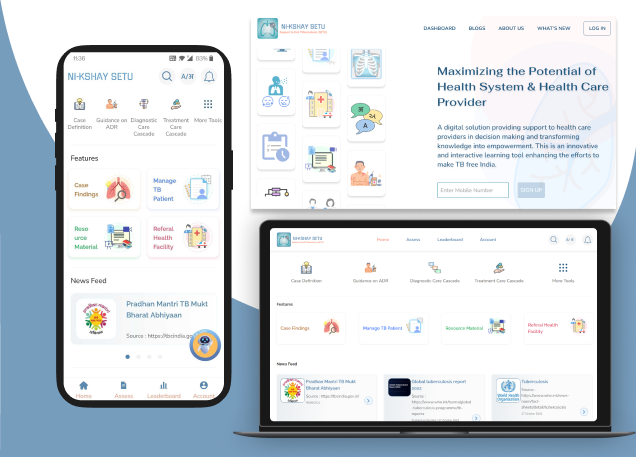 11:36
83%
NI-KSHAY SETU
A/अ
Case
Definition
Guidance on
ADR
Diagnostic
Care
Cascade
Treatment
Care
Cascade
More Tools
Features
Case
Findings
Manage
TB
Patient
Reso
urce
Material
Referal
Health
Facility
News Feed
Pradhan Mantri TB Mukt
Bharat Abhiyaan
Source : https://tbcindia.go
Home
Assess
Leaderboard
Account
NI-KSHAY SETU
Support to End Tuberculosis (SETU)
DASHBOARD
BLOGS
ABOUT US
WHAT'S NEW
LOG IN
अ
A
Maximizing the Potential of
Health System & Health Care
Provider
A digital solution providing support to health care
providers in decision making and transforming
knowledge into empowerment. This is an innovative
and interactive learning tool enhancing the efforts to
make TB free India.
Enter Mobile Number
SIGN UP
NI-KSHAY SETU
Home
Assess
Leaderboard
Account
A/अ
Case Definition
Guidance on ADR
Diagnostic Care Cascade
Treatment Care Cascade
More Tools
Features
Case Findings
Manage TB Patient
Resource Material
Referal Health
Facility
News Feed
Pradhan Mantri TB Mukt
Bharat Abhiyaan
Source : https://tbcindia.gov.in/
Global tuberculosis report
2022
Source :
https://www.who.int/teams/global
-tuberculosis-programme/tb-
reports
World Health
Organization
Tuberculosis
Source :
https://www.who.int/news-
room/fact-
sheets/detail/tuberculosis